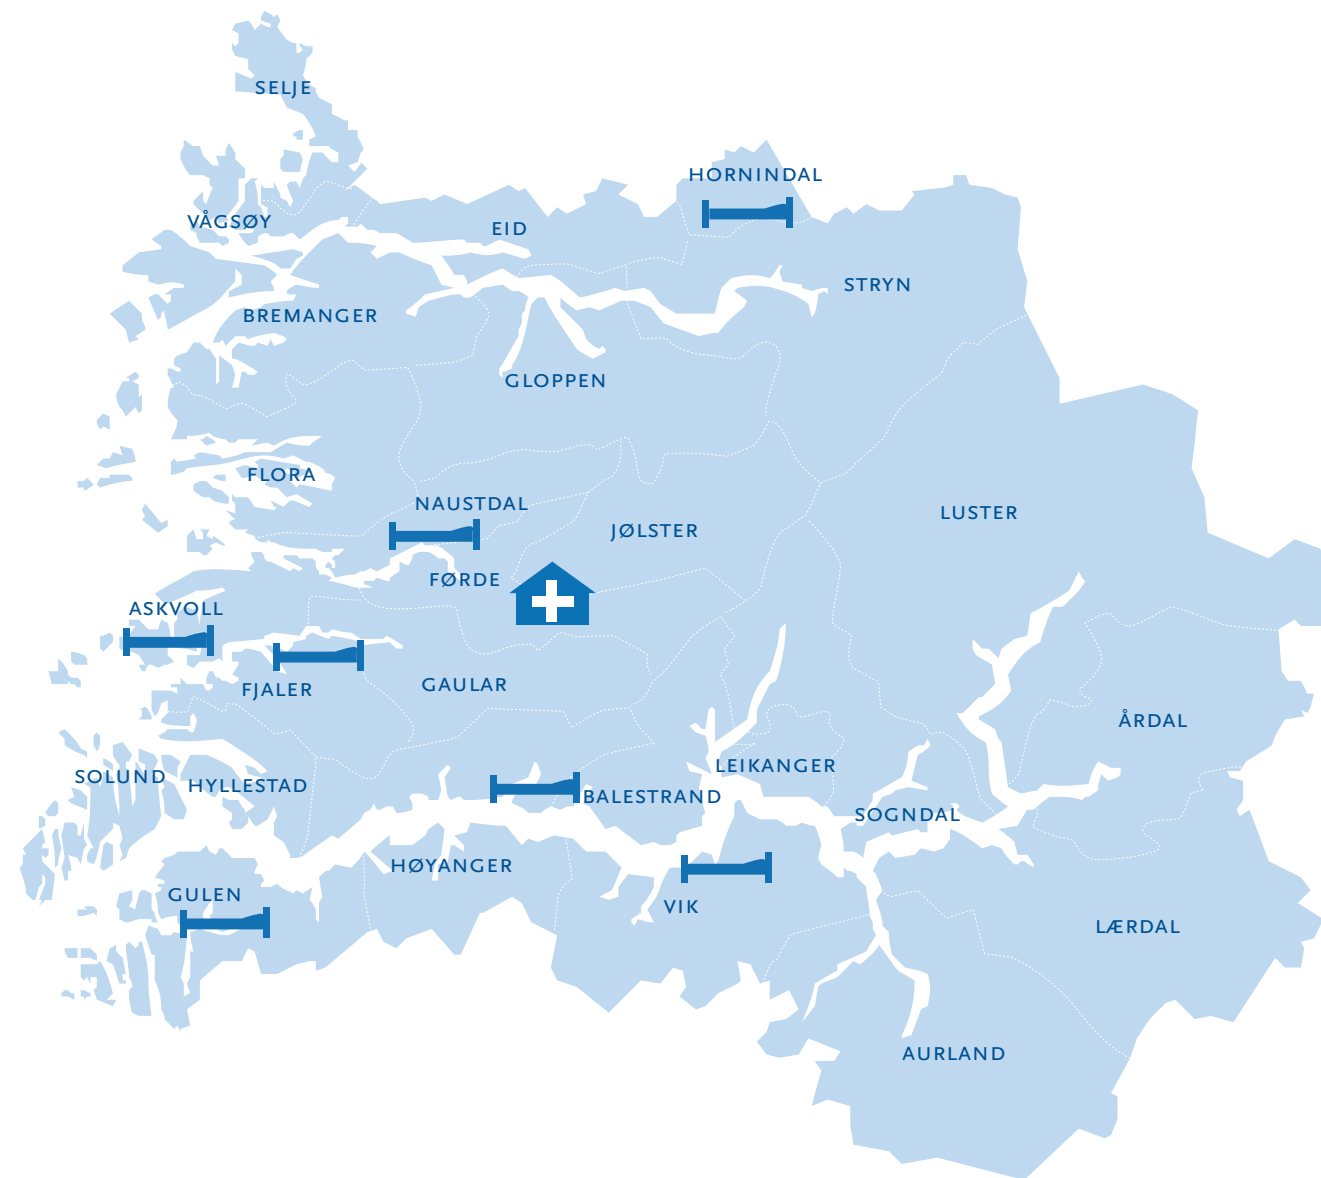 SELJE
HORNINDAL
VÅGSØY
EID
STRYN
BREMANGER
GLOPPEN
FLORA
NAUSTDAL
LUSTER
JØLSTER
FØRDE
ASKVOLL
FJALER
GAULAR
ÅRDAL
LEIKANGER
SOLUND
HYLLESTAD
BALESTRAND
SOGNDAL
HØYANGER
GULEN
VIK
LÆRDAL
AURLAND